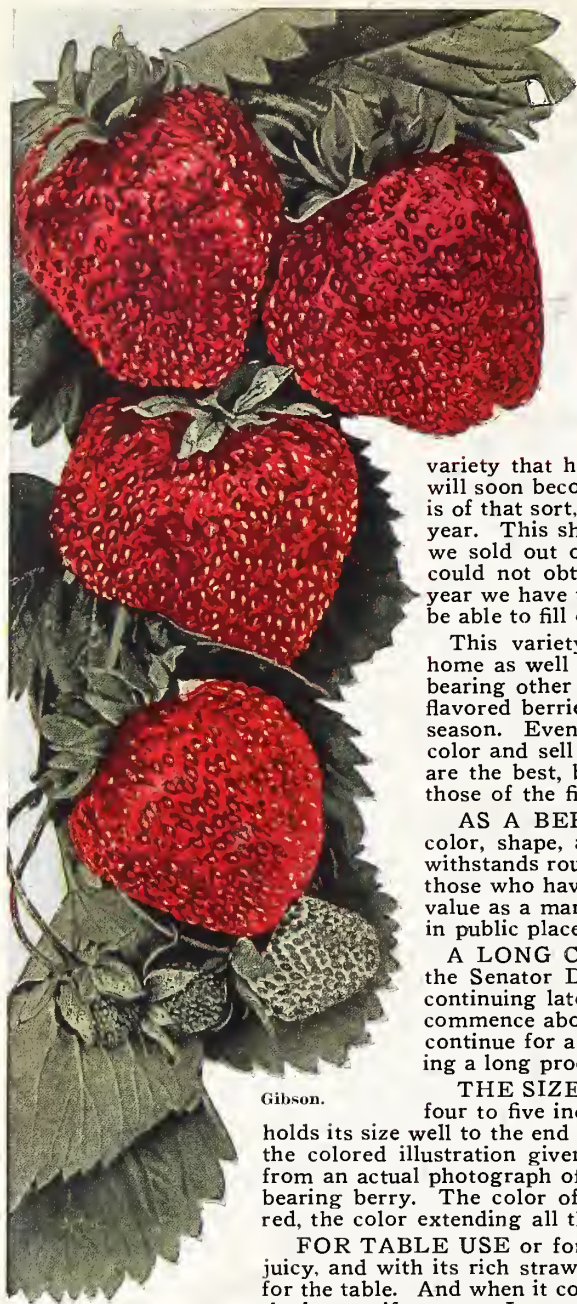 variety that h
will soon beco
is of that sort,
year. This sh
we sold out o
could not obt
year we have
be able to fill
This variety
home as well
bearing other
flavored berrie
season. Even
color and sell
are the best, b
those of the fi
AS A BE
color, shape, a
withstands rou
those who hav
value as a mar
in public place
A LONG
the Senator D
continuing late
commence abo
continue for a
ing a long pro
THE SIZE
Gibson.
four to five in
holds its size well to the end
the colored illustration given
from an actual photograph of
bearing berry. The color of
red, the color extending all t
FOR TABLE USE or for
juicy, and with its rich straw
for the table. And when it co